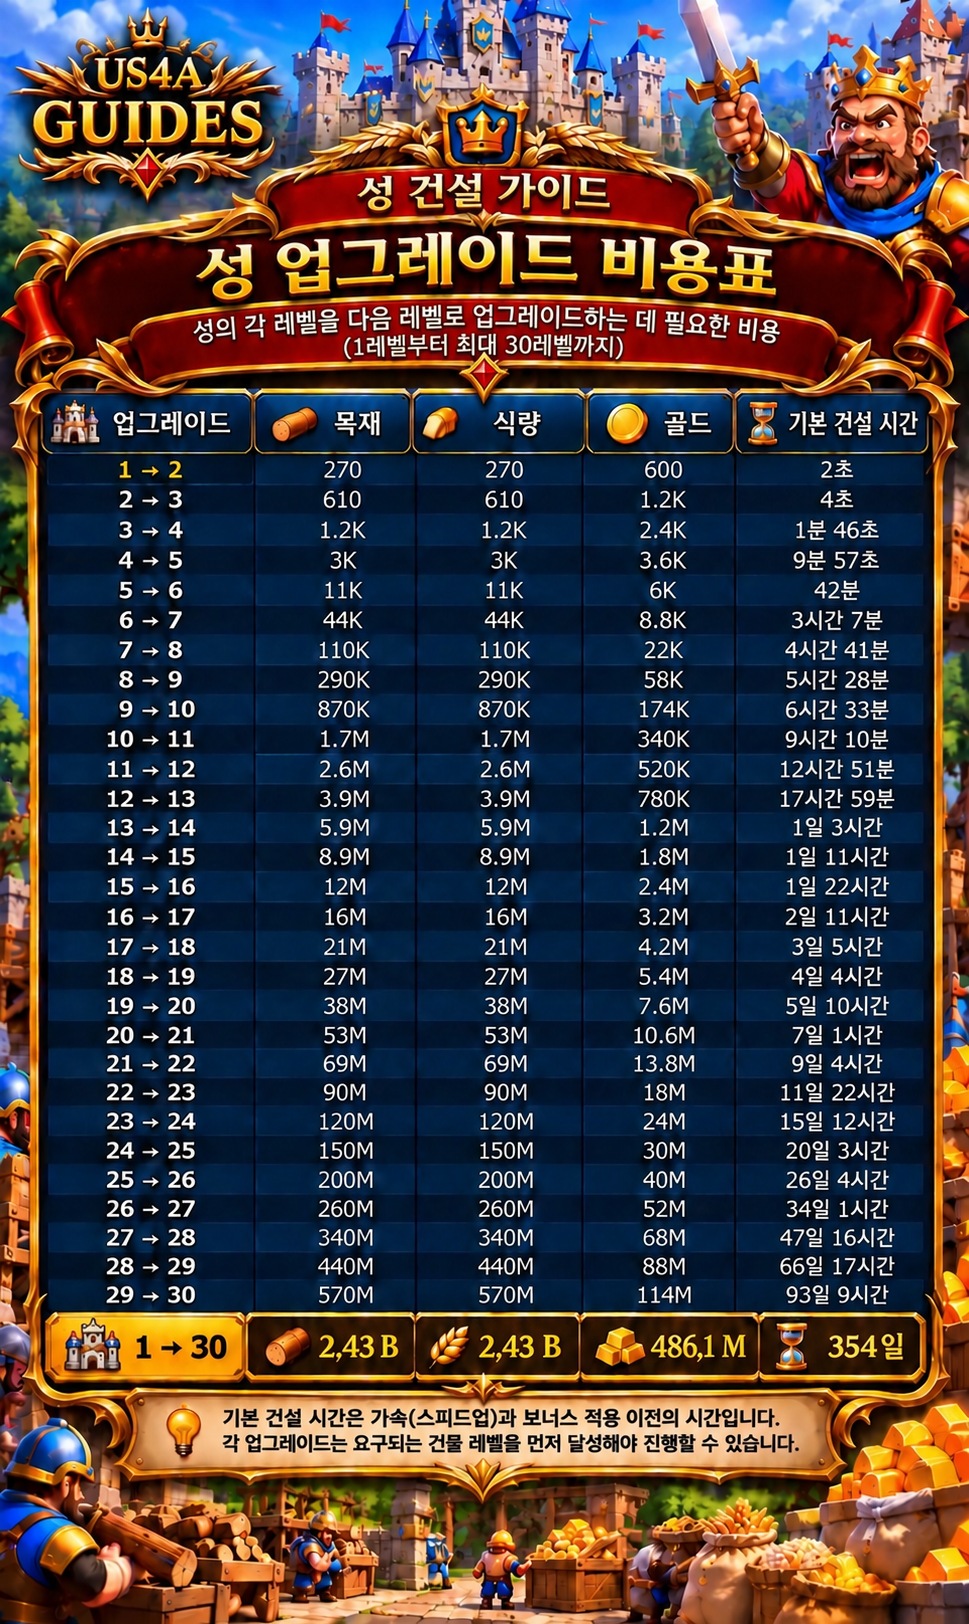 US4A
GUIDES
성 건설 가이드
성 업그레이드 비용표
성의 각 레벨을 다음 레벨로 업그레이드하는 데 필요한 비용
(1레벨부터 최대 30레벨까지)
업그레이드 목재 식량 골드 기본 건설 시간
1 → 2 270 270 600 2초
2 → 3 610 610 1.2K 4초
3 → 4 1.2K 1.2K 2.4K 1분 46초
4 → 5 3K 3K 3.6K 9분 57초
5 → 6 11K 11K 6K 42분
6 → 7 44K 44K 8.8K 3시간 7분
7 → 8 110K 110K 22K 4시간 41분
8 → 9 290K 290K 58K 5시간 28분
9 → 10 870K 870K 174K 6시간 33분
10 → 11 1.7M 1.7M 340K 9시간 10분
11 → 12 2.6M 2.6M 520K 12시간 51분
12 → 13 3.9M 3.9M 780K 17시간 59분
13 → 14 5.9M 5.9M 1.2M 1일 3시간
14 → 15 8.9M 8.9M 1.8M 1일 11시간
15 → 16 12M 12M 2.4M 1일 22시간
16 → 17 16M 16M 3.2M 2일 11시간
17 → 18 21M 21M 4.2M 3일 5시간
18 → 19 27M 27M 5.4M 4일 4시간
19 → 20 38M 38M 7.6M 5일 10시간
20 → 21 53M 53M 10.6M 7일 1시간
21 → 22 69M 69M 13.8M 9일 4시간
22 → 23 90M 90M 18M 11일 22시간
23 → 24 120M 120M 24M 15일 12시간
24 → 25 150M 150M 30M 20일 3시간
25 → 26 200M 200M 40M 26일 4시간
26 → 27 260M 260M 52M 34일 1시간
27 → 28 340M 340M 68M 47일 16시간
28 → 29 440M 440M 88M 66일 17시간
29 → 30 570M 570M 114M 93일 9시간
1 → 30 2,43 B 2,43 B 486,1 M 354일
기본 건설 시간은 가속(스피드업)과 보너스 적용 이전의 시간입니다.
각 업그레이드는 요구되는 건물 레벨을 먼저 달성해야 진행할 수 있습니다.